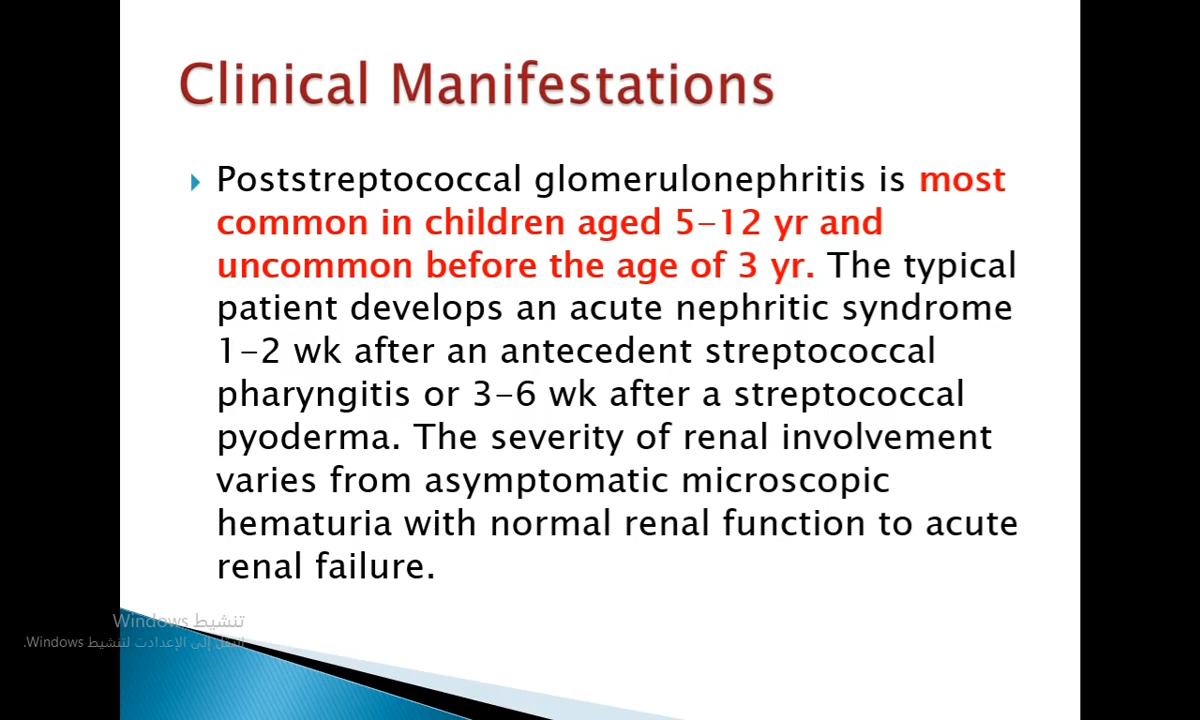 Clinical Manifestations
Poststreptococcal glomerulonephritis is most
common in children aged 5–12 yr and
uncommon before the age of 3 yr. The typical
patient develops an acute nephritic syndrome
1–2 wk after an antecedent streptococcal
pharyngitis or 3–6 wk after a streptococcal
pyoderma. The severity of renal involvement
varies from asymptomatic microscopic
hematuria with normal renal function to acute
renal failure.
تنشيط Windows
انتقل إلى الإعدادت لتنشيط Windows.